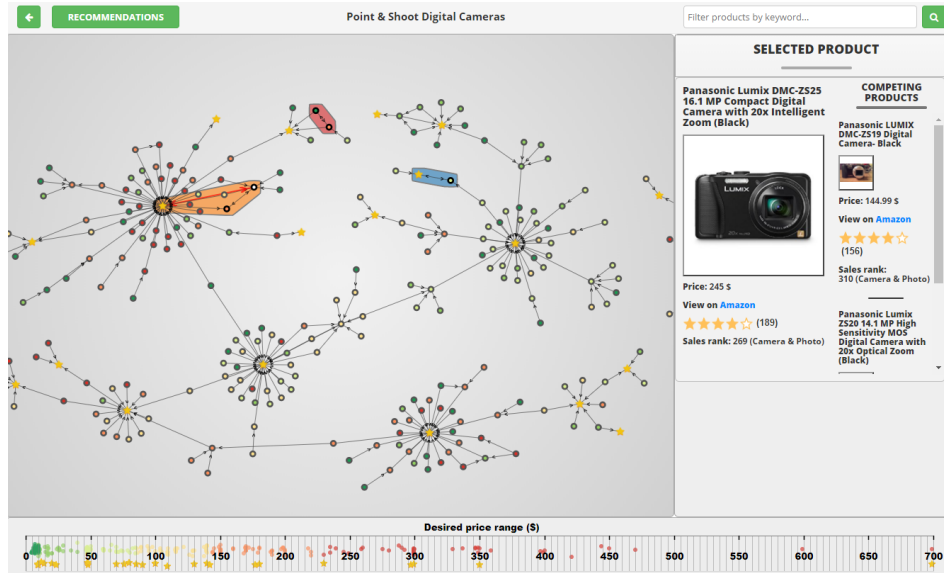 RECOMMENDATIONS
Point & Shoot Digital Cameras
Filter products by keyword...
SELECTED PRODUCT
Panasonic Lumix DMC-ZS25
16.1 MP Compact Digital
Camera with 20x Intelligent
Zoom (Black)
LUMIX
Price: 245 $
View on Amazon
(189)
Sales rank: 269 (Camera & Photo)
COMPETING
PRODUCTS
Panasonic LUMIX
DMC-ZS19 Digital
Camera- Black
Price: 144.99 $
View on Amazon
(156)
Sales rank:
310 (Camera & Photo)
Panasonic Lumix
ZS20 14.1 MP High
Sensitivity MOS
Digital Camera with
20x Optical Zoom
(Black)
Desired price range ($)
0 50 100 150 200 250 300 350 400 450 500 550 600 650 700